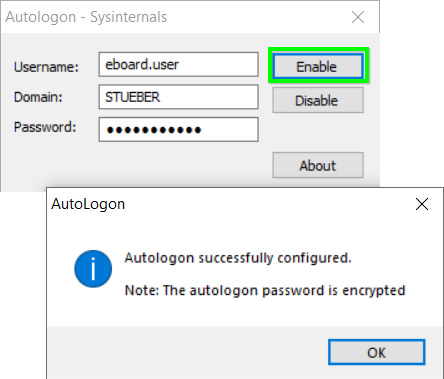 Autologon - Sysinternals
Username: eboard.user Enable
Domain: STUEBER Disable
Password: ●●●●●●●●●●●
About
AutoLogon
Autologon successfully configured.
Note: The autologon password is encrypted
OK